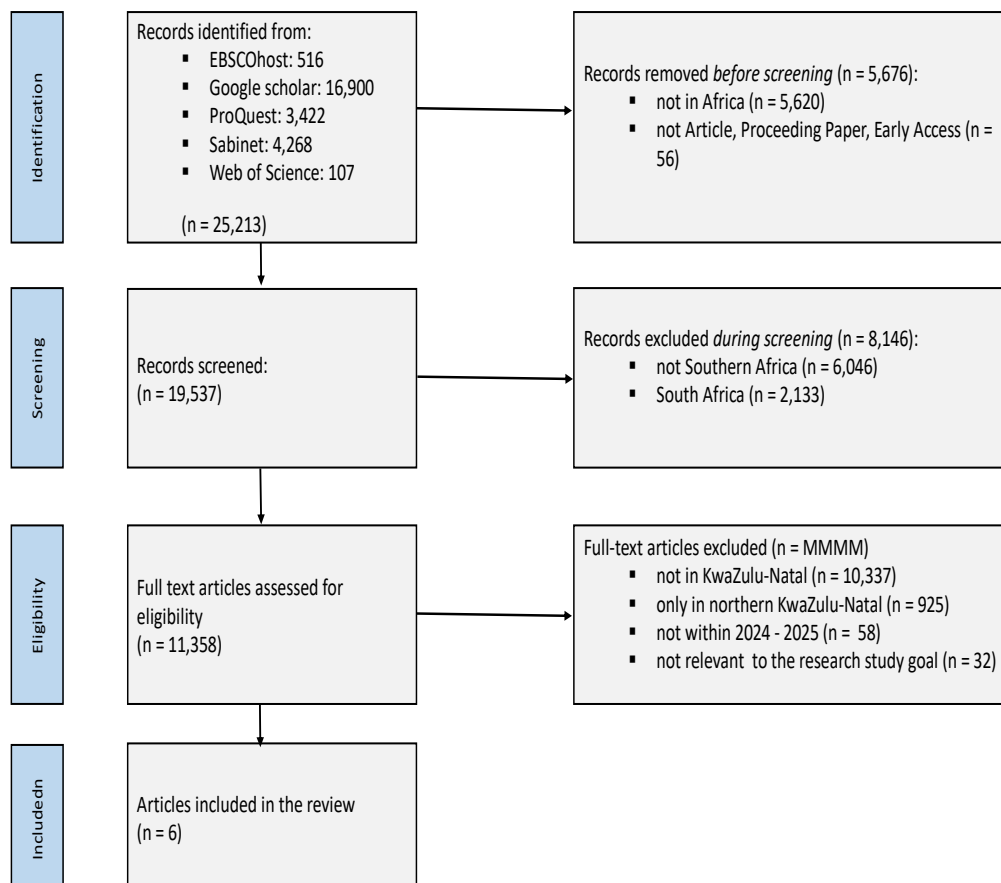 Identification
Records identified from:
▪ EBSCOhost: 516
▪ Google scholar: 16,900
▪ ProQuest: 3,422
▪ Sabinet: 4,268
▪ Web of Science: 107
(n = 25,213)
Records removed before screening (n = 5,676):
▪ not in Africa (n = 5,620)
▪ not Article, Proceeding Paper, Early Access (n =
56)
Screening
Records screened:
(n = 19,537)
Records excluded during screening (n = 8,146):
▪ not Southern Africa (n = 6,046)
▪ South Africa (n = 2,133)
Eligibility
Full text articles assessed for
eligibility
(n = 11,358)
Full-text articles excluded (n = MMMM)
▪ not in KwaZulu-Natal (n = 10,337)
▪ only in northern KwaZulu-Natal (n = 925)
▪ not within 2024 - 2025 (n = 58)
▪ not relevant to the research study goal (n = 32)
Includedn
Articles included in the review
(n = 6)